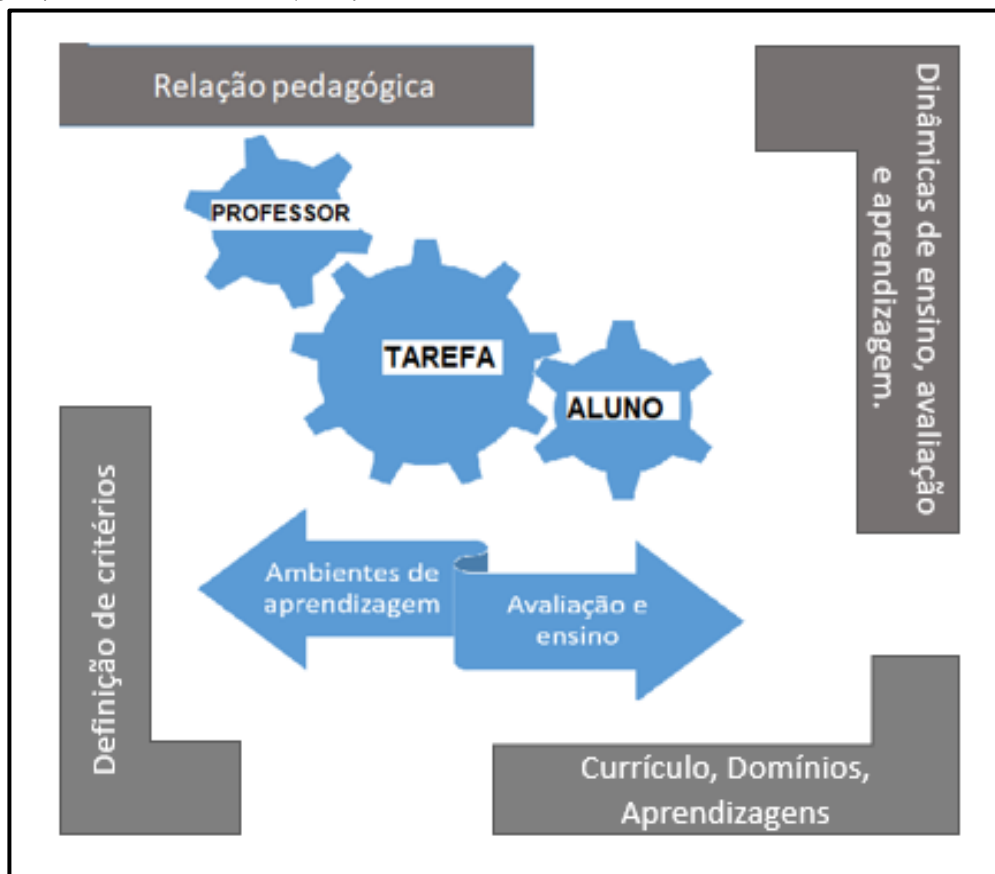 Relação pedagógica
Dinâmicas de ensino, avaliação
e aprendizagem.
PROFESSOR
TAREFA
ALUNO
Definição de critérios
Ambientes de
aprendizagem
Avaliação e
ensino
Currículo, Domínios,
Aprendizagens